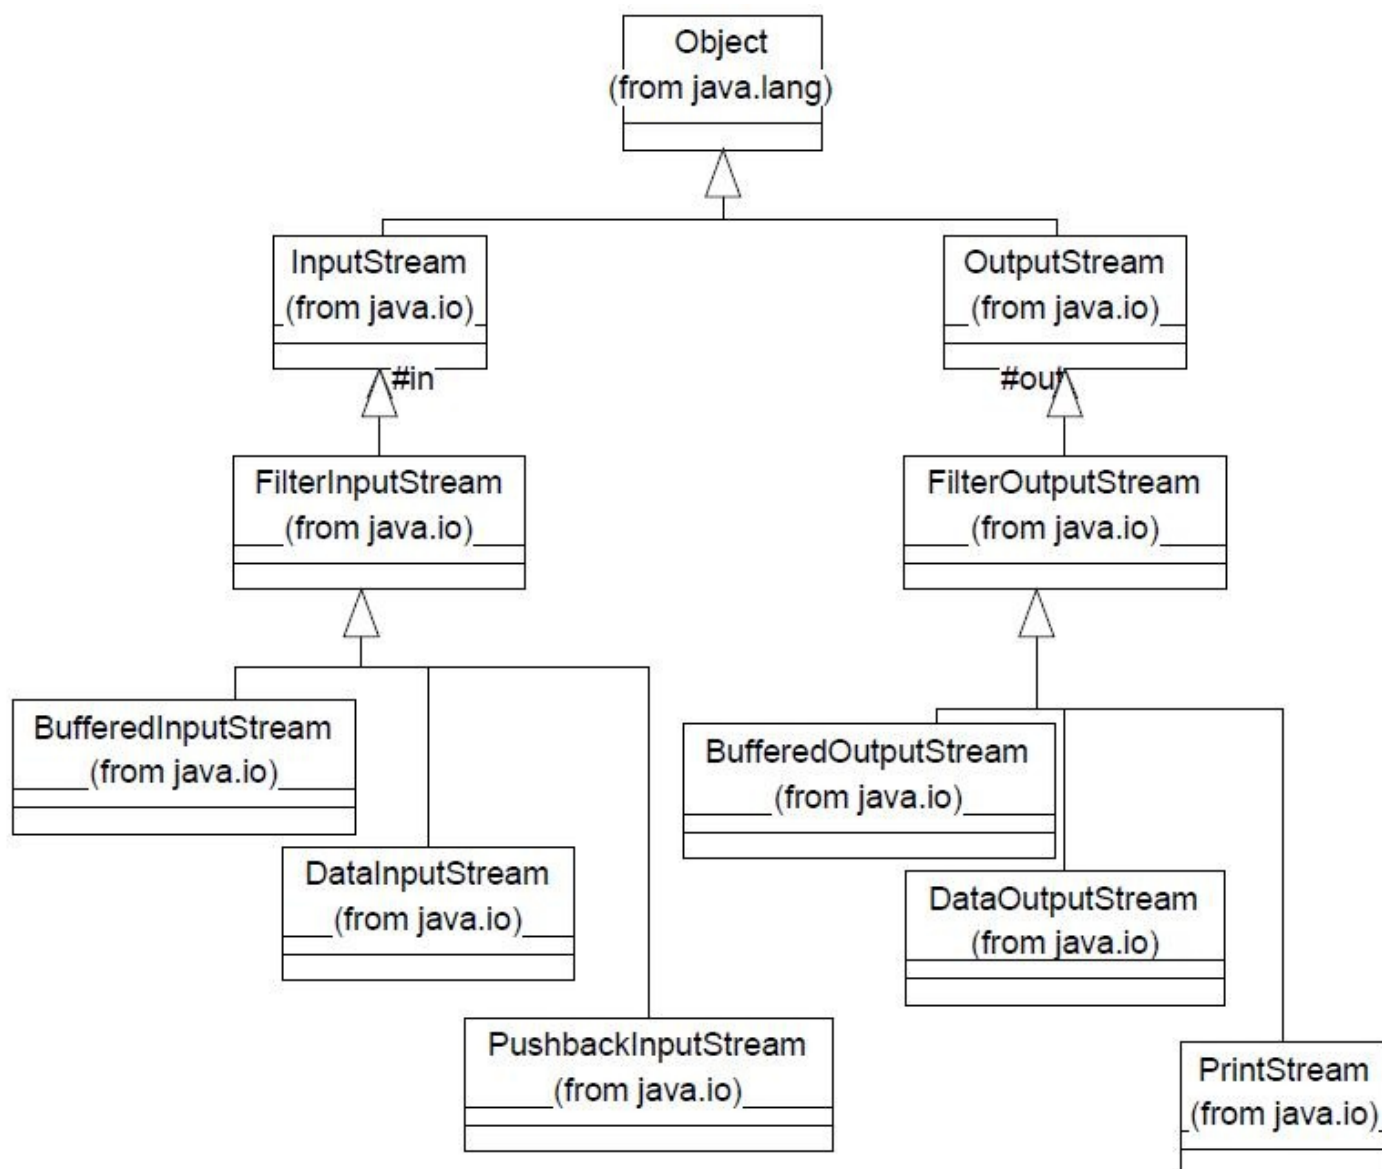 Object
(from java.lang)
InputStream
(from java.io)
OutputStream
(from java.io)
#in
#out
FilterInputStream
(from java.io)
FilterOutputStream
(from java.io)
BufferedInputStream
(from java.io)
BufferedOutputStream
(from java.io)
DataInputStream
(from java.io)
DataOutputStream
(from java.io)
PushbackInputStream
(from java.io)
PrintStream
(from java.io)